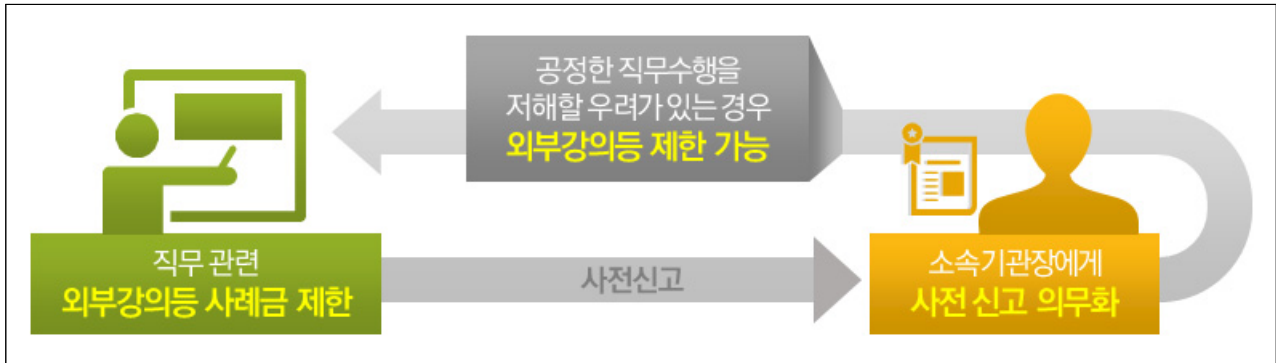 공정한 직무수행을
저해할 우려가 있는 경우
외부강의등 제한 가능
직무 관련
외부강의등 사례금 제한
사전신고
소속기관장에게
사전 신고 의무화